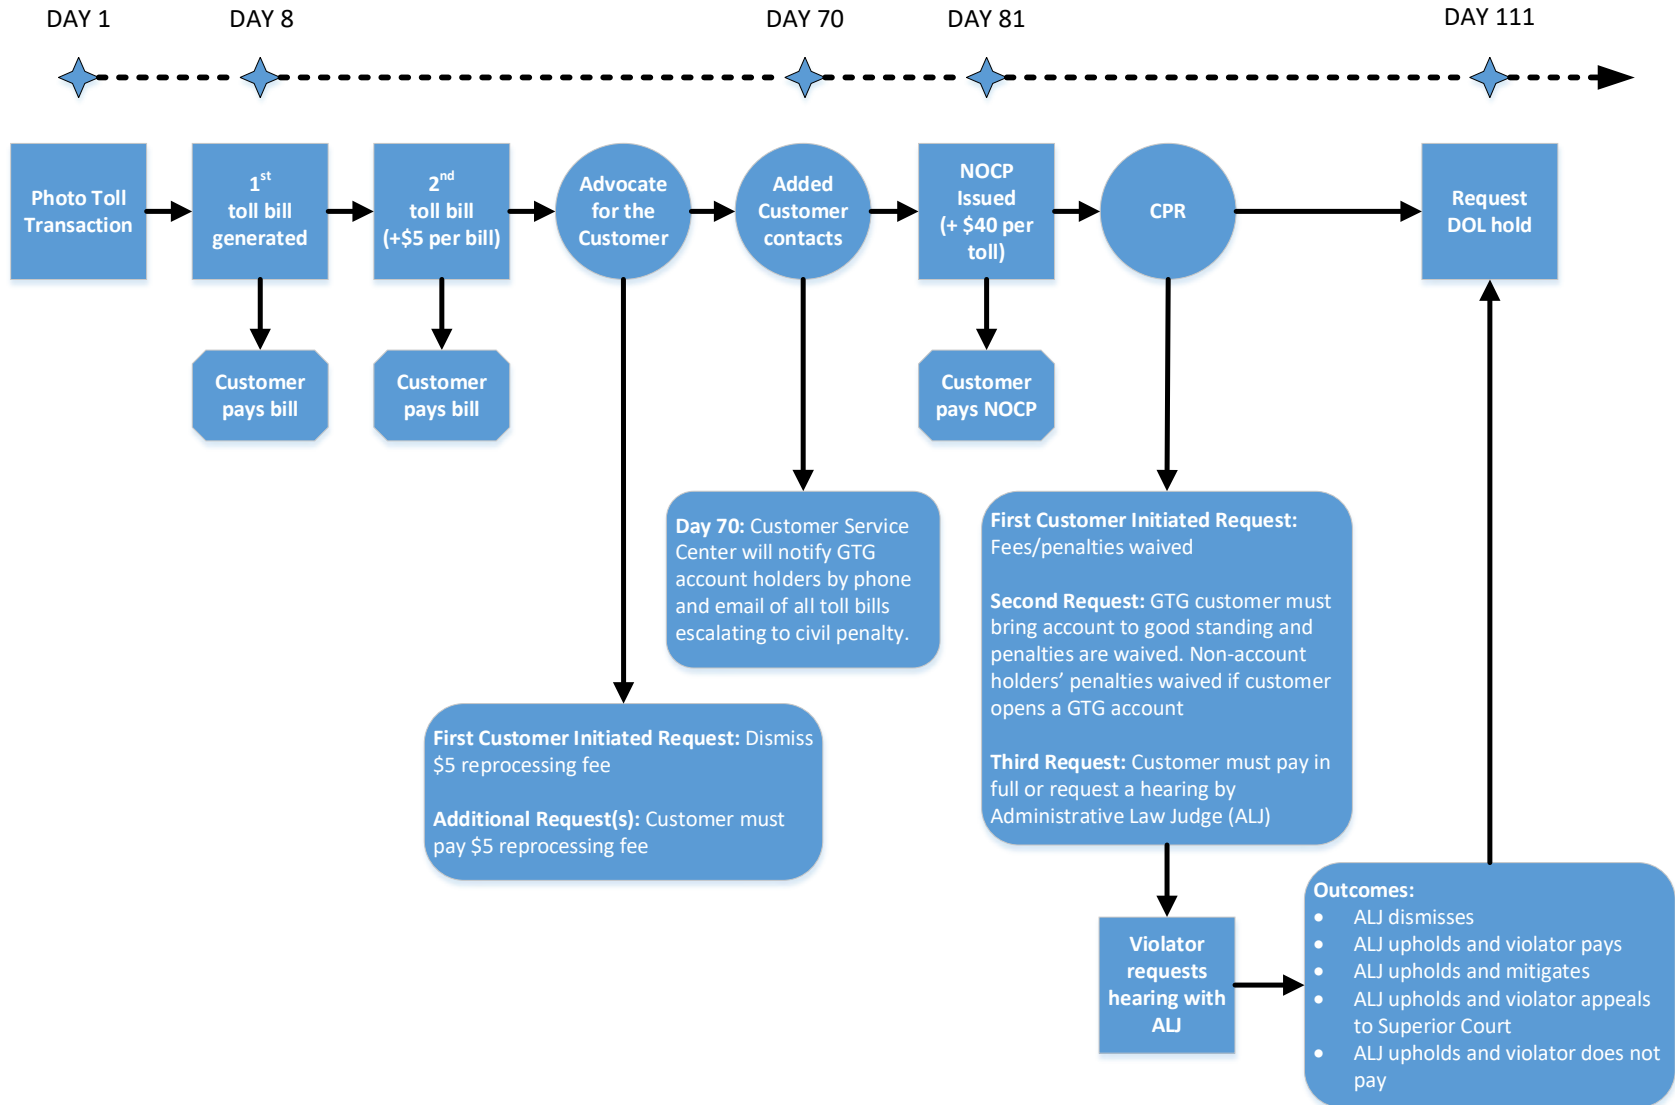 DAY 1
DAY 8
DAY 70
DAY 81
DAY 111
Photo Toll
Transaction
1st
toll bill
generated
2nd
toll bill
(+$5 per bill)
Advocate
for the
Customer
Added
Customer
contacts
NOCP
Issued
(+ $40 per
toll)
CPR
Request
DOL hold
Customer
pays bill
Customer
pays bill
Customer
pays NOCP
Day 70: Customer Service
Center will notify GTG
account holders by phone
and email of all toll bills
escalating to civil penalty.
First Customer Initiated Request:
Fees/penalties waived
Second Request: GTG customer must
bring account to good standing and
penalties are waived. Non-account
holders’ penalties waived if customer
opens a GTG account
Third Request: Customer must pay in
full or request a hearing by
Administrative Law Judge (ALJ)
First Customer Initiated Request: Dismiss
$5 reprocessing fee
Additional Request(s): Customer must
pay $5 reprocessing fee
Violator
requests
hearing with
ALJ
Outcomes:
• ALJ dismisses
• ALJ upholds and violator pays
• ALJ upholds and mitigates
• ALJ upholds and violator appeals
to Superior Court
• ALJ upholds and violator does not
pay